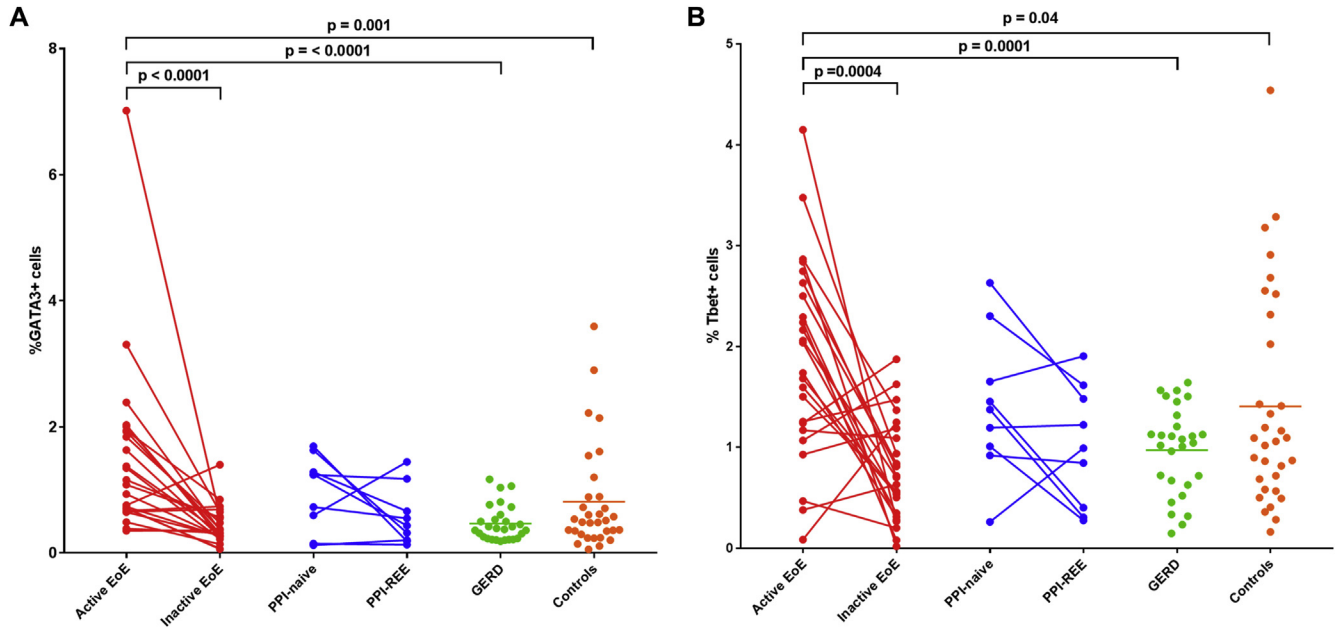 A
p = 0.001
p = < 0.0001
p < 0.0001
8
6
4
2
0
%GATA3+ cells
Active EoE
Inactive EoE
PPI-naive
PPI-REE
GERD
Controls
B
p = 0.04
p = 0.0001
p =0.0004
5
4
3
2
1
0
% Tbet+ cells
Active EoE
Inactive EoE
PPI-naive
PPI-REE
GERD
Controls